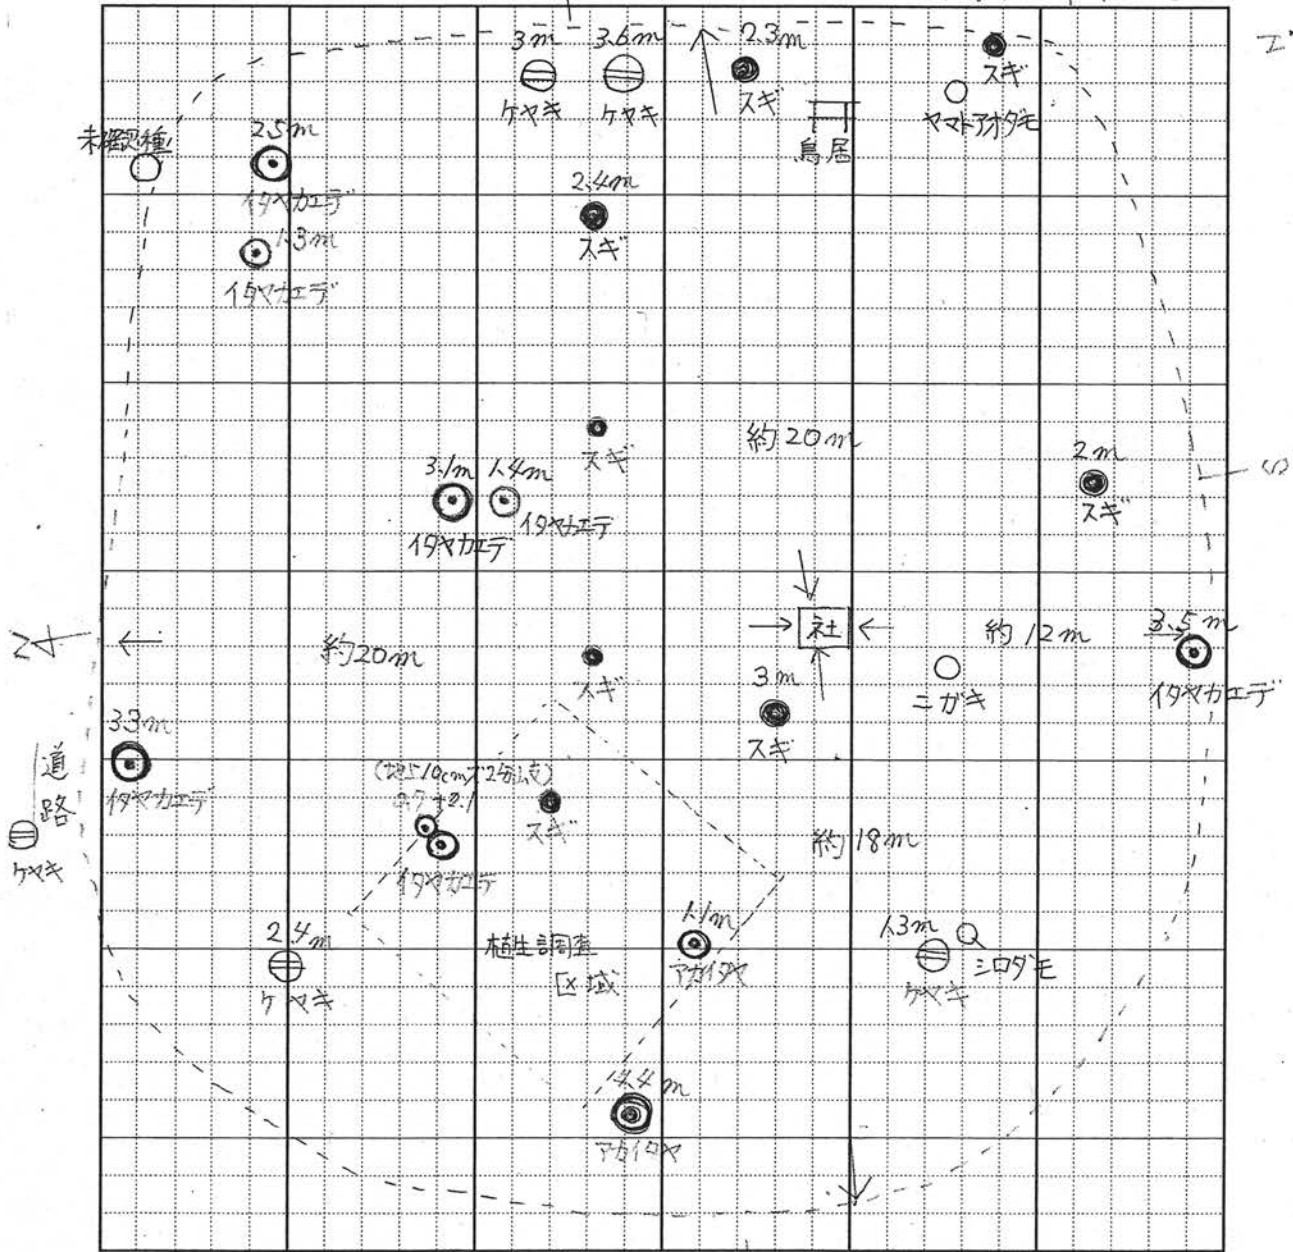 3m 3.6m 2.3m
ケヤキ ケヤキ スギ スギ
ヤマトアオダモ
鳥居
未確認種 2.5m
イタヤカエデ
1.3m
イタヤカエデ
2.4m
スギ
約20m
スギ
3.1m 1.4m
イタヤカエデ イタヤカエデ
2m
スギ
S
N
約20m
スギ
社
約12m
3.5m
イタヤカエデ
ニガキ
3m
スギ
3.3m
イタヤカエデ
道路
ケヤキ
2分岐)
スギ
イタヤカエデ
約18m
2.4m
ケヤキ
植生調査
区域
1.1m
アカイタヤ
1.3m
ケヤキ
シロダモ
4.4m
アカイタヤ